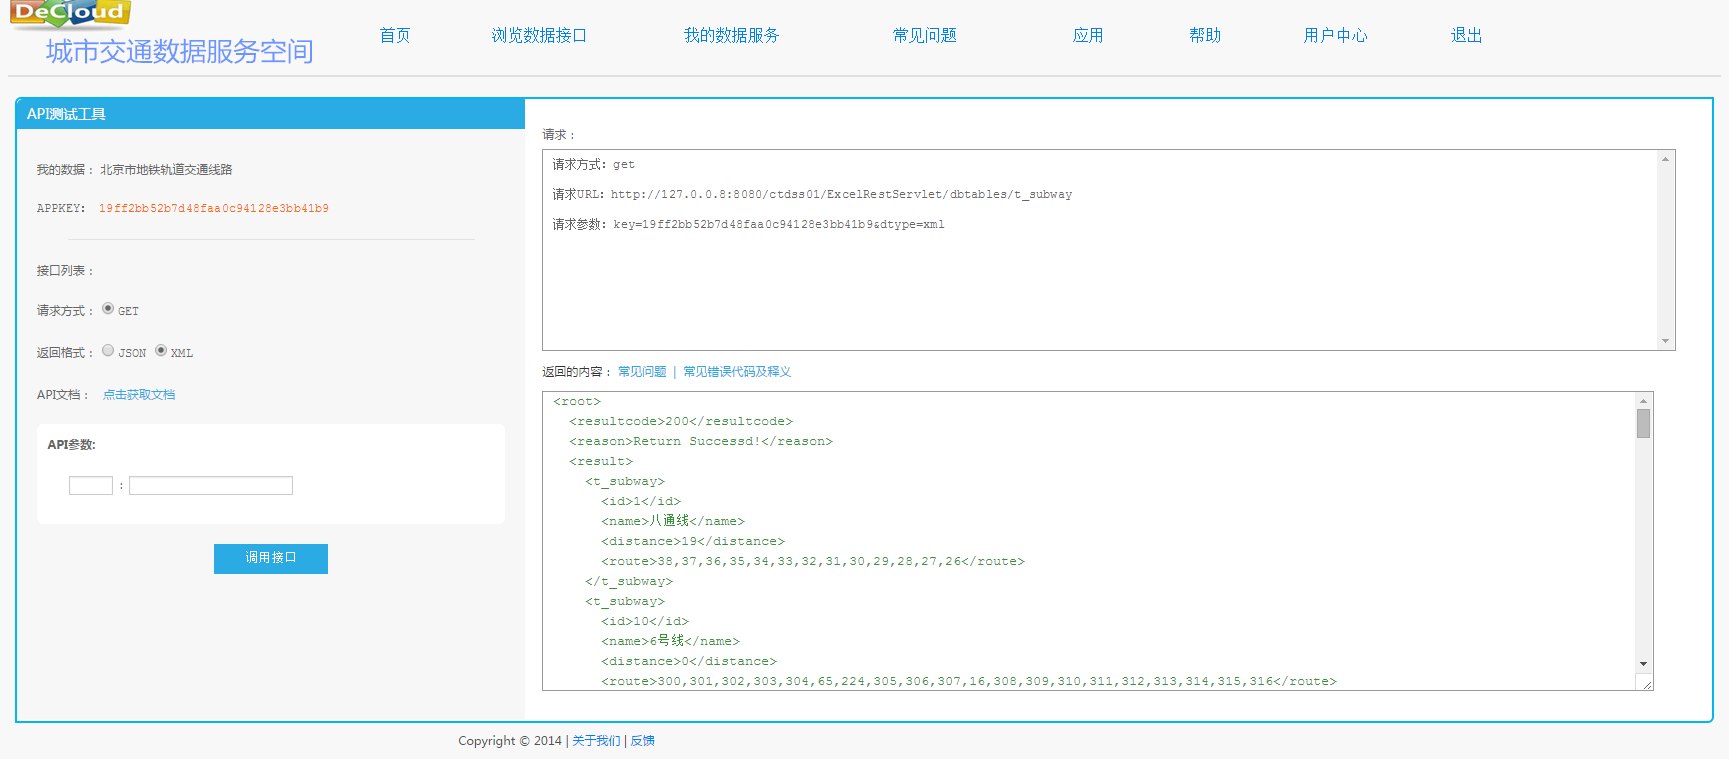 DeCloud
城市交通数据服务空间
首页 浏览数据接口 我的数据服务 常见问题 应用 帮助 用户中心 退出
API测试工具
我的数据： 北京市地铁轨道交通线路
APPKEY: 19ff2bb52b7d48faa0c94128e3bb41b9
接口列表：
请求方式： GET
返回格式： JSON XML
API文档： 点击获取文档
API参数:
:
调用接口
请求：
请求方式: get
请求URL: http://127.0.0.8:8080/ctdss01/ExcelRestServlet/dbtables/t_subway
请求参数: key=19ff2bb52b7d48faa0c94128e3bb41b9&dtype=xml
返回的内容： 常见问题 | 常见错误代码及释义
<root>
<resultcode>200</resultcode>
<reason>Return Successd!</reason>
<result>
<t_subway>
<id>1</id>
<name>八通线</name>
<distance>19</distance>
<route>38,37,36,35,34,33,32,31,30,29,28,27,26</route>
</t_subway>
<t_subway>
<id>10</id>
<name>6号线</name>
<distance>0</distance>
<route>300,301,302,303,304,65,224,305,306,307,16,308,309,310,311,312,313,314,315,316</route>
Copyright © 2014 | 关于我们 | 反馈